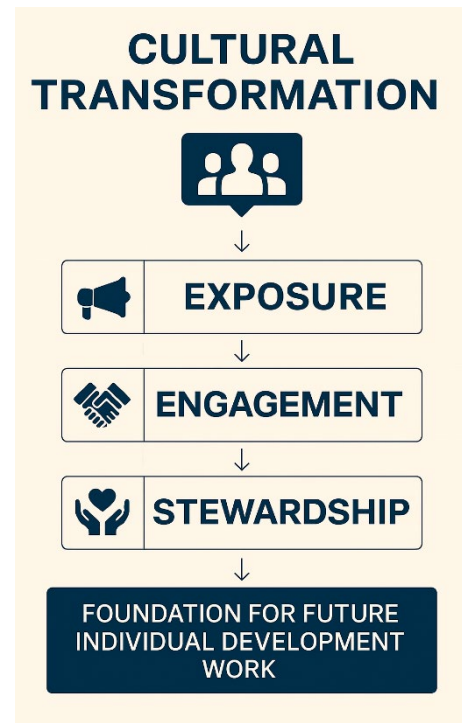 CULTURAL
TRANSFORMATION
EXPOSURE
ENGAGEMENT
STEWARDSHIP
FOUNDATION FOR FUTURE
INDIVIDUAL DEVELOPMENT
WORK